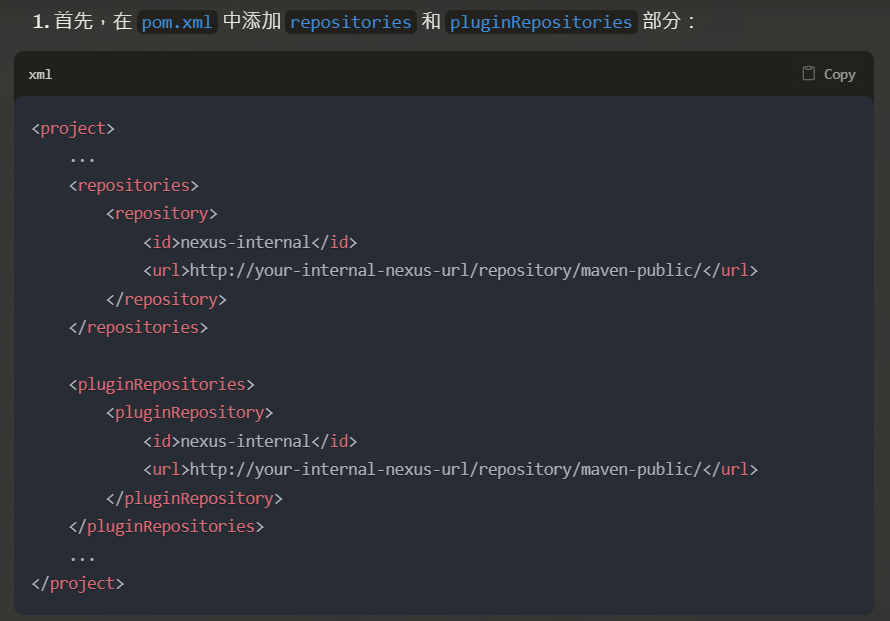 1. 首先，在 pom.xml 中添加 repositories 和 pluginRepositories 部分：
xml
Copy
<project>
    ...
    <repositories>
        <repository>
            <id>nexus-internal</id>
            <url>http://your-internal-nexus-url/repository/maven-public/</url>
        </repository>
    </repositories>

    <pluginRepositories>
        <pluginRepository>
            <id>nexus-internal</id>
            <url>http://your-internal-nexus-url/repository/maven-public/</url>
        </pluginRepository>
    </pluginRepositories>
    ...
</project>